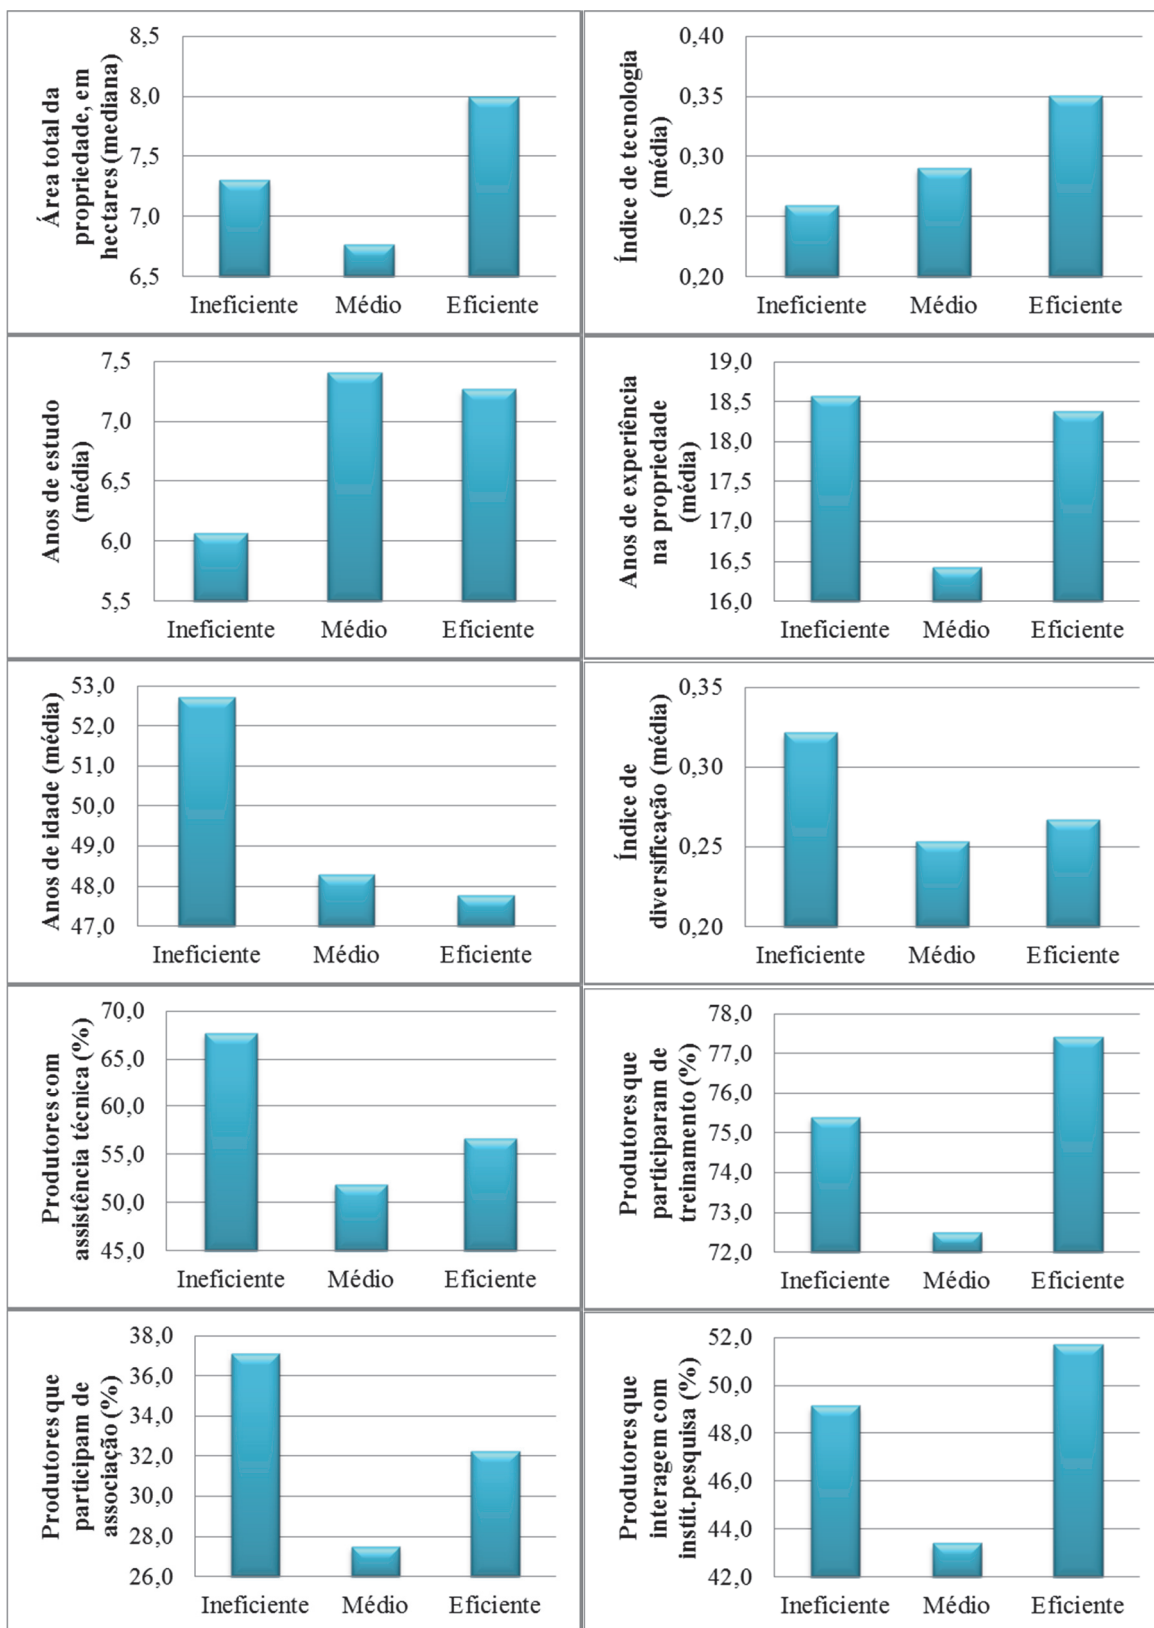 Área total da
propriedade, em
hectares (mediana)
8,5
8,0
7,5
7,0
6,5
Ineficiente Médio Eficiente
Índice de tecnologia
(média)
0,40
0,35
0,30
0,25
0,20
Ineficiente Médio Eficiente
Anos de estudo
(média)
7,5
7,0
6,5
6,0
5,5
Ineficiente Médio Eficiente
Anos de experiência
na propriedade
(média)
19,0
18,5
18,0
17,5
17,0
16,5
16,0
Ineficiente Médio Eficiente
Anos de idade (média)
53,0
52,0
51,0
50,0
49,0
48,0
47,0
Ineficiente Médio Eficiente
Índice de
diversificação (média)
0,35
0,30
0,25
0,20
Ineficiente Médio Eficiente
Produtores com
assistência técnica (%)
70,0
65,0
60,0
55,0
50,0
45,0
Ineficiente Médio Eficiente
Produtores que
participaram de
treinamento (%)
78,0
77,0
76,0
75,0
74,0
73,0
72,0
Ineficiente Médio Eficiente
Produtores que
participam de
associação (%)
38,0
36,0
34,0
32,0
30,0
28,0
26,0
Ineficiente Médio Eficiente
Produtores que
interagem com
instit.pesquisa (%)
52,0
50,0
48,0
46,0
44,0
42,0
Ineficiente Médio Eficiente